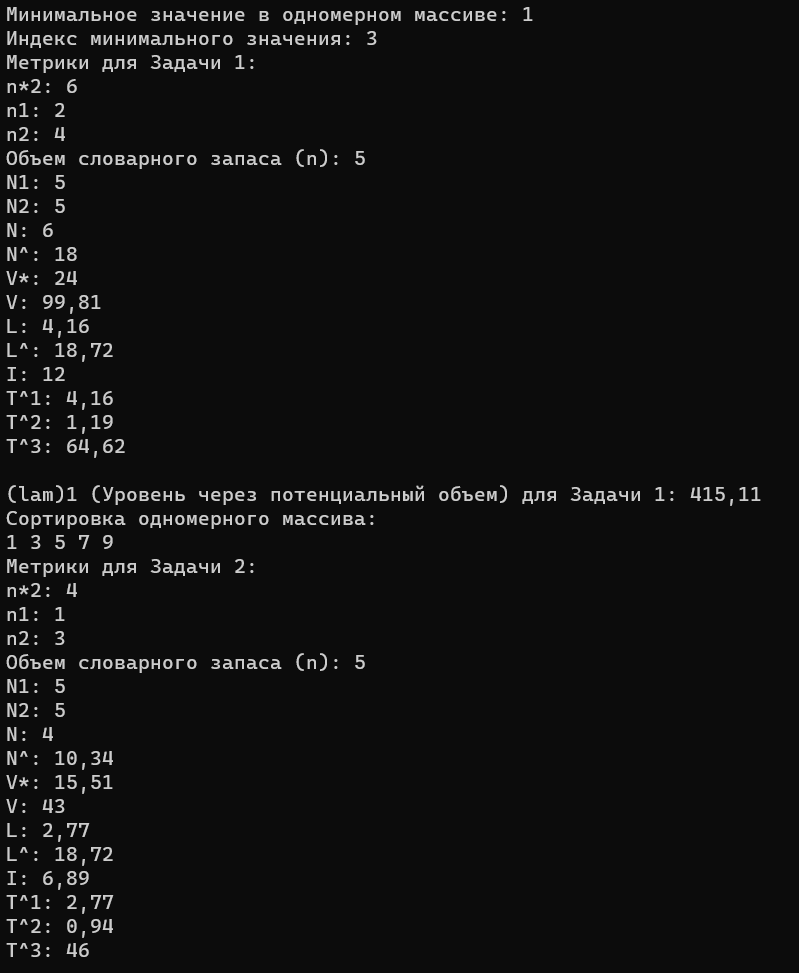 Минимальное значение в одномерном массиве: 1
Индекс минимального значения: 3
Метрики для Задачи 1:
n*2: 6
n1: 2
n2: 4
Объем словарного запаса (n): 5
N1: 5
N2: 5
N: 6
N^: 18
V*: 24
V: 99,81
L: 4,16
L^: 18,72
I: 12
T^1: 4,16
T^2: 1,19
T^3: 64,62
(lam)1 (Уровень через потенциальный объем) для Задачи 1: 415,11
Сортировка одномерного массива:
1 3 5 7 9
Метрики для Задачи 2:
n*2: 4
n1: 1
n2: 3
Объем словарного запаса (n): 5
N1: 5
N2: 5
N: 4
N^: 10,34
V*: 15,51
V: 43
L: 2,77
L^: 18,72
I: 6,89
T^1: 2,77
T^2: 0,94
T^3: 46